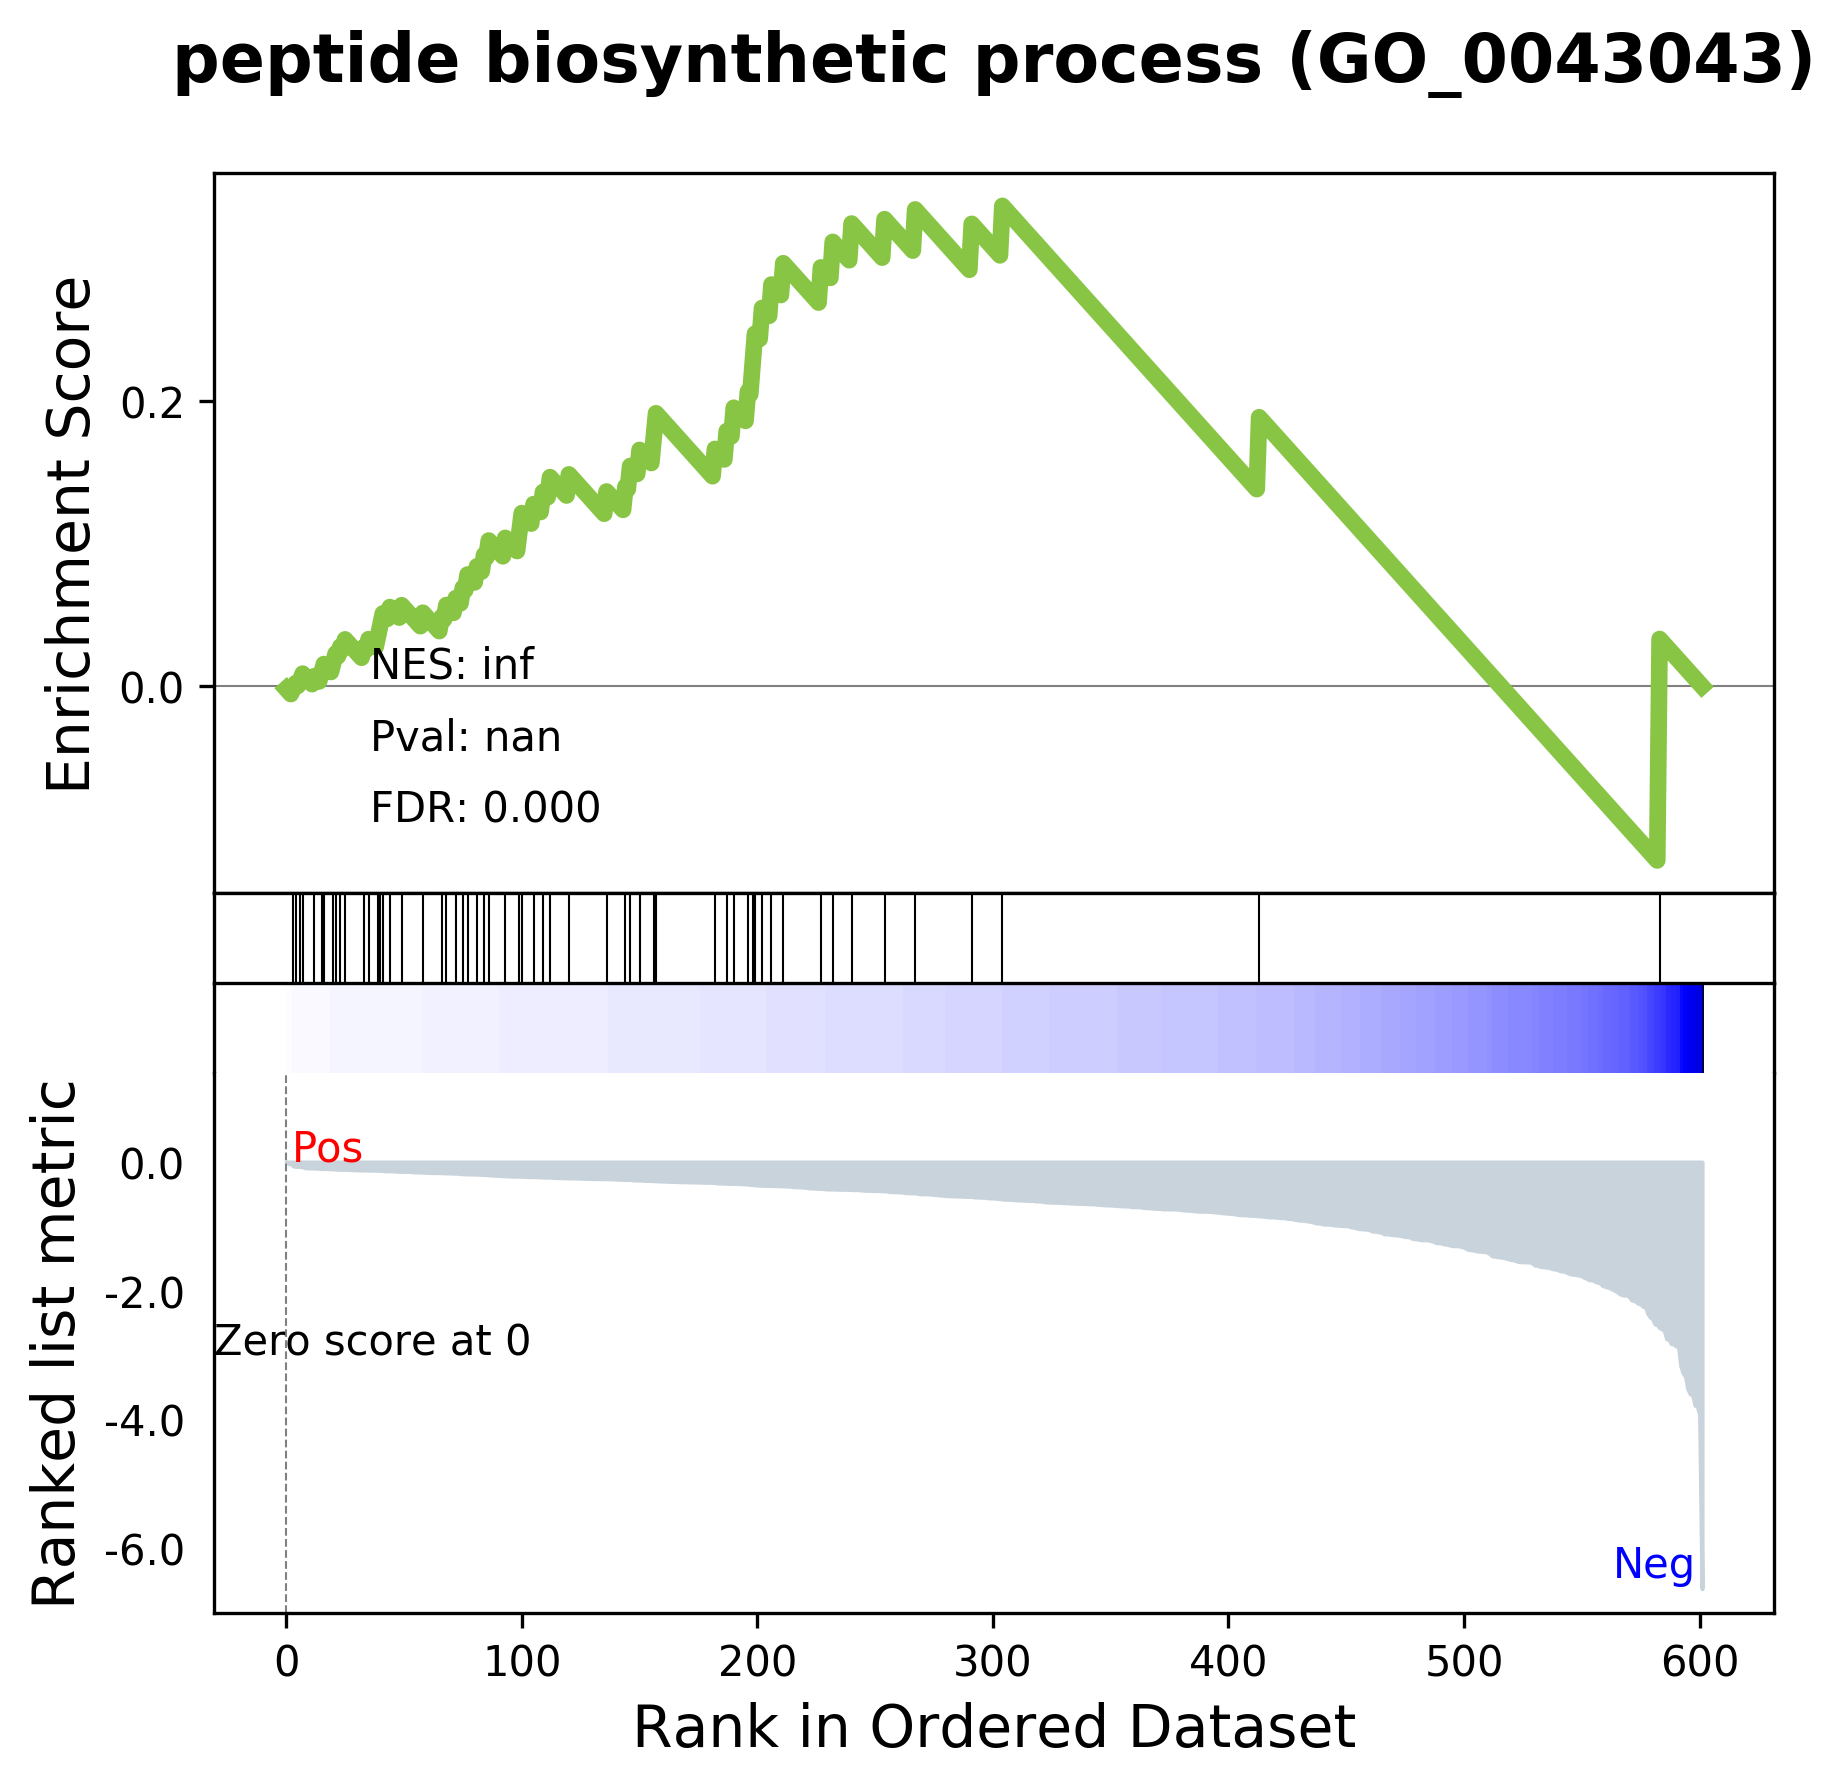 peptide biosynthetic process (GO_0043043)
Enrichment Score
0.2
0.0
NES: inf
Pval: nan
FDR: 0.000
Ranked list metric
0.0
-2.0
-4.0
-6.0
Pos
Zero score at 0
Neg
0 100 200 300 400 500 600
Rank in Ordered Dataset